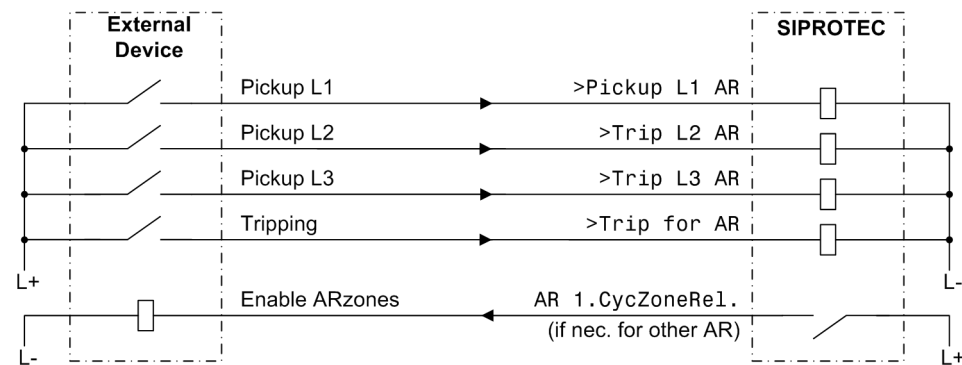 External
Device
SIPROTEC
Pickup L1
>Pickup L1 AR
Pickup L2
>Trip L2 AR
Pickup L3
>Trip L3 AR
Tripping
>Trip for AR
L+
L-
Enable ARzones
AR 1.CycZoneRel.
(if nec. for other AR)
L-
L+